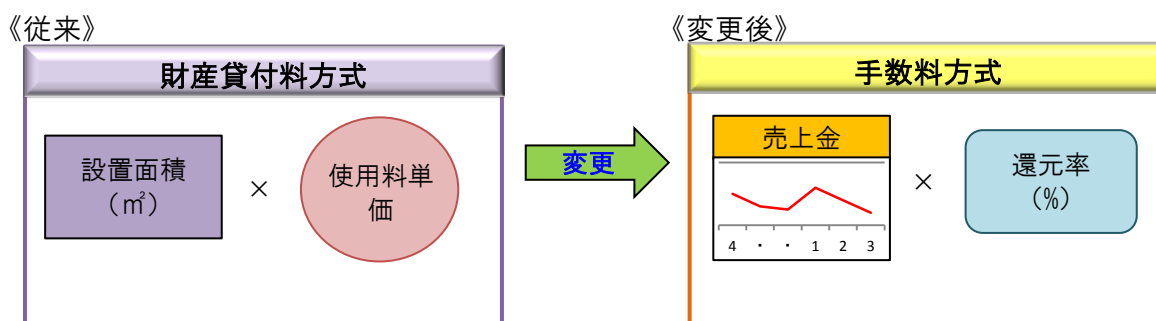 《従来》
財産貸付料方式
設置面積
（㎡）
×
使用料単
価
変更
《変更後》
手数料方式
売上金
4 ・ ・ 1 2 3
×
還元率
（%）